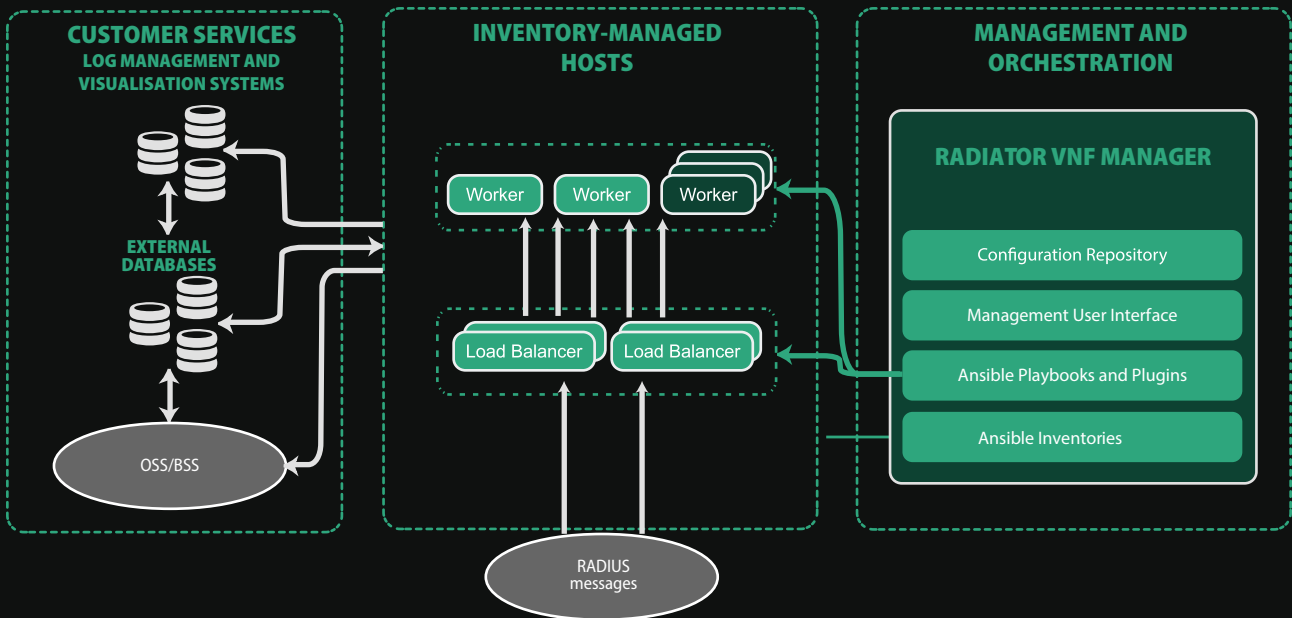 CUSTOMER SERVICES
LOG MANAGEMENT AND
VISUALISATION SYSTEMS
EXTERNAL
DATABASES
OSS/BSS
INVENTORY-MANAGED
HOSTS
Worker
Worker
Worker
Load Balancer
Load Balancer
RADIUS
messages
MANAGEMENT AND
ORCHESTRATION
RADIATOR VNF MANAGER
Configuration Repository
Management User Interface
Ansible Playbooks and Plugins
Ansible Inventories